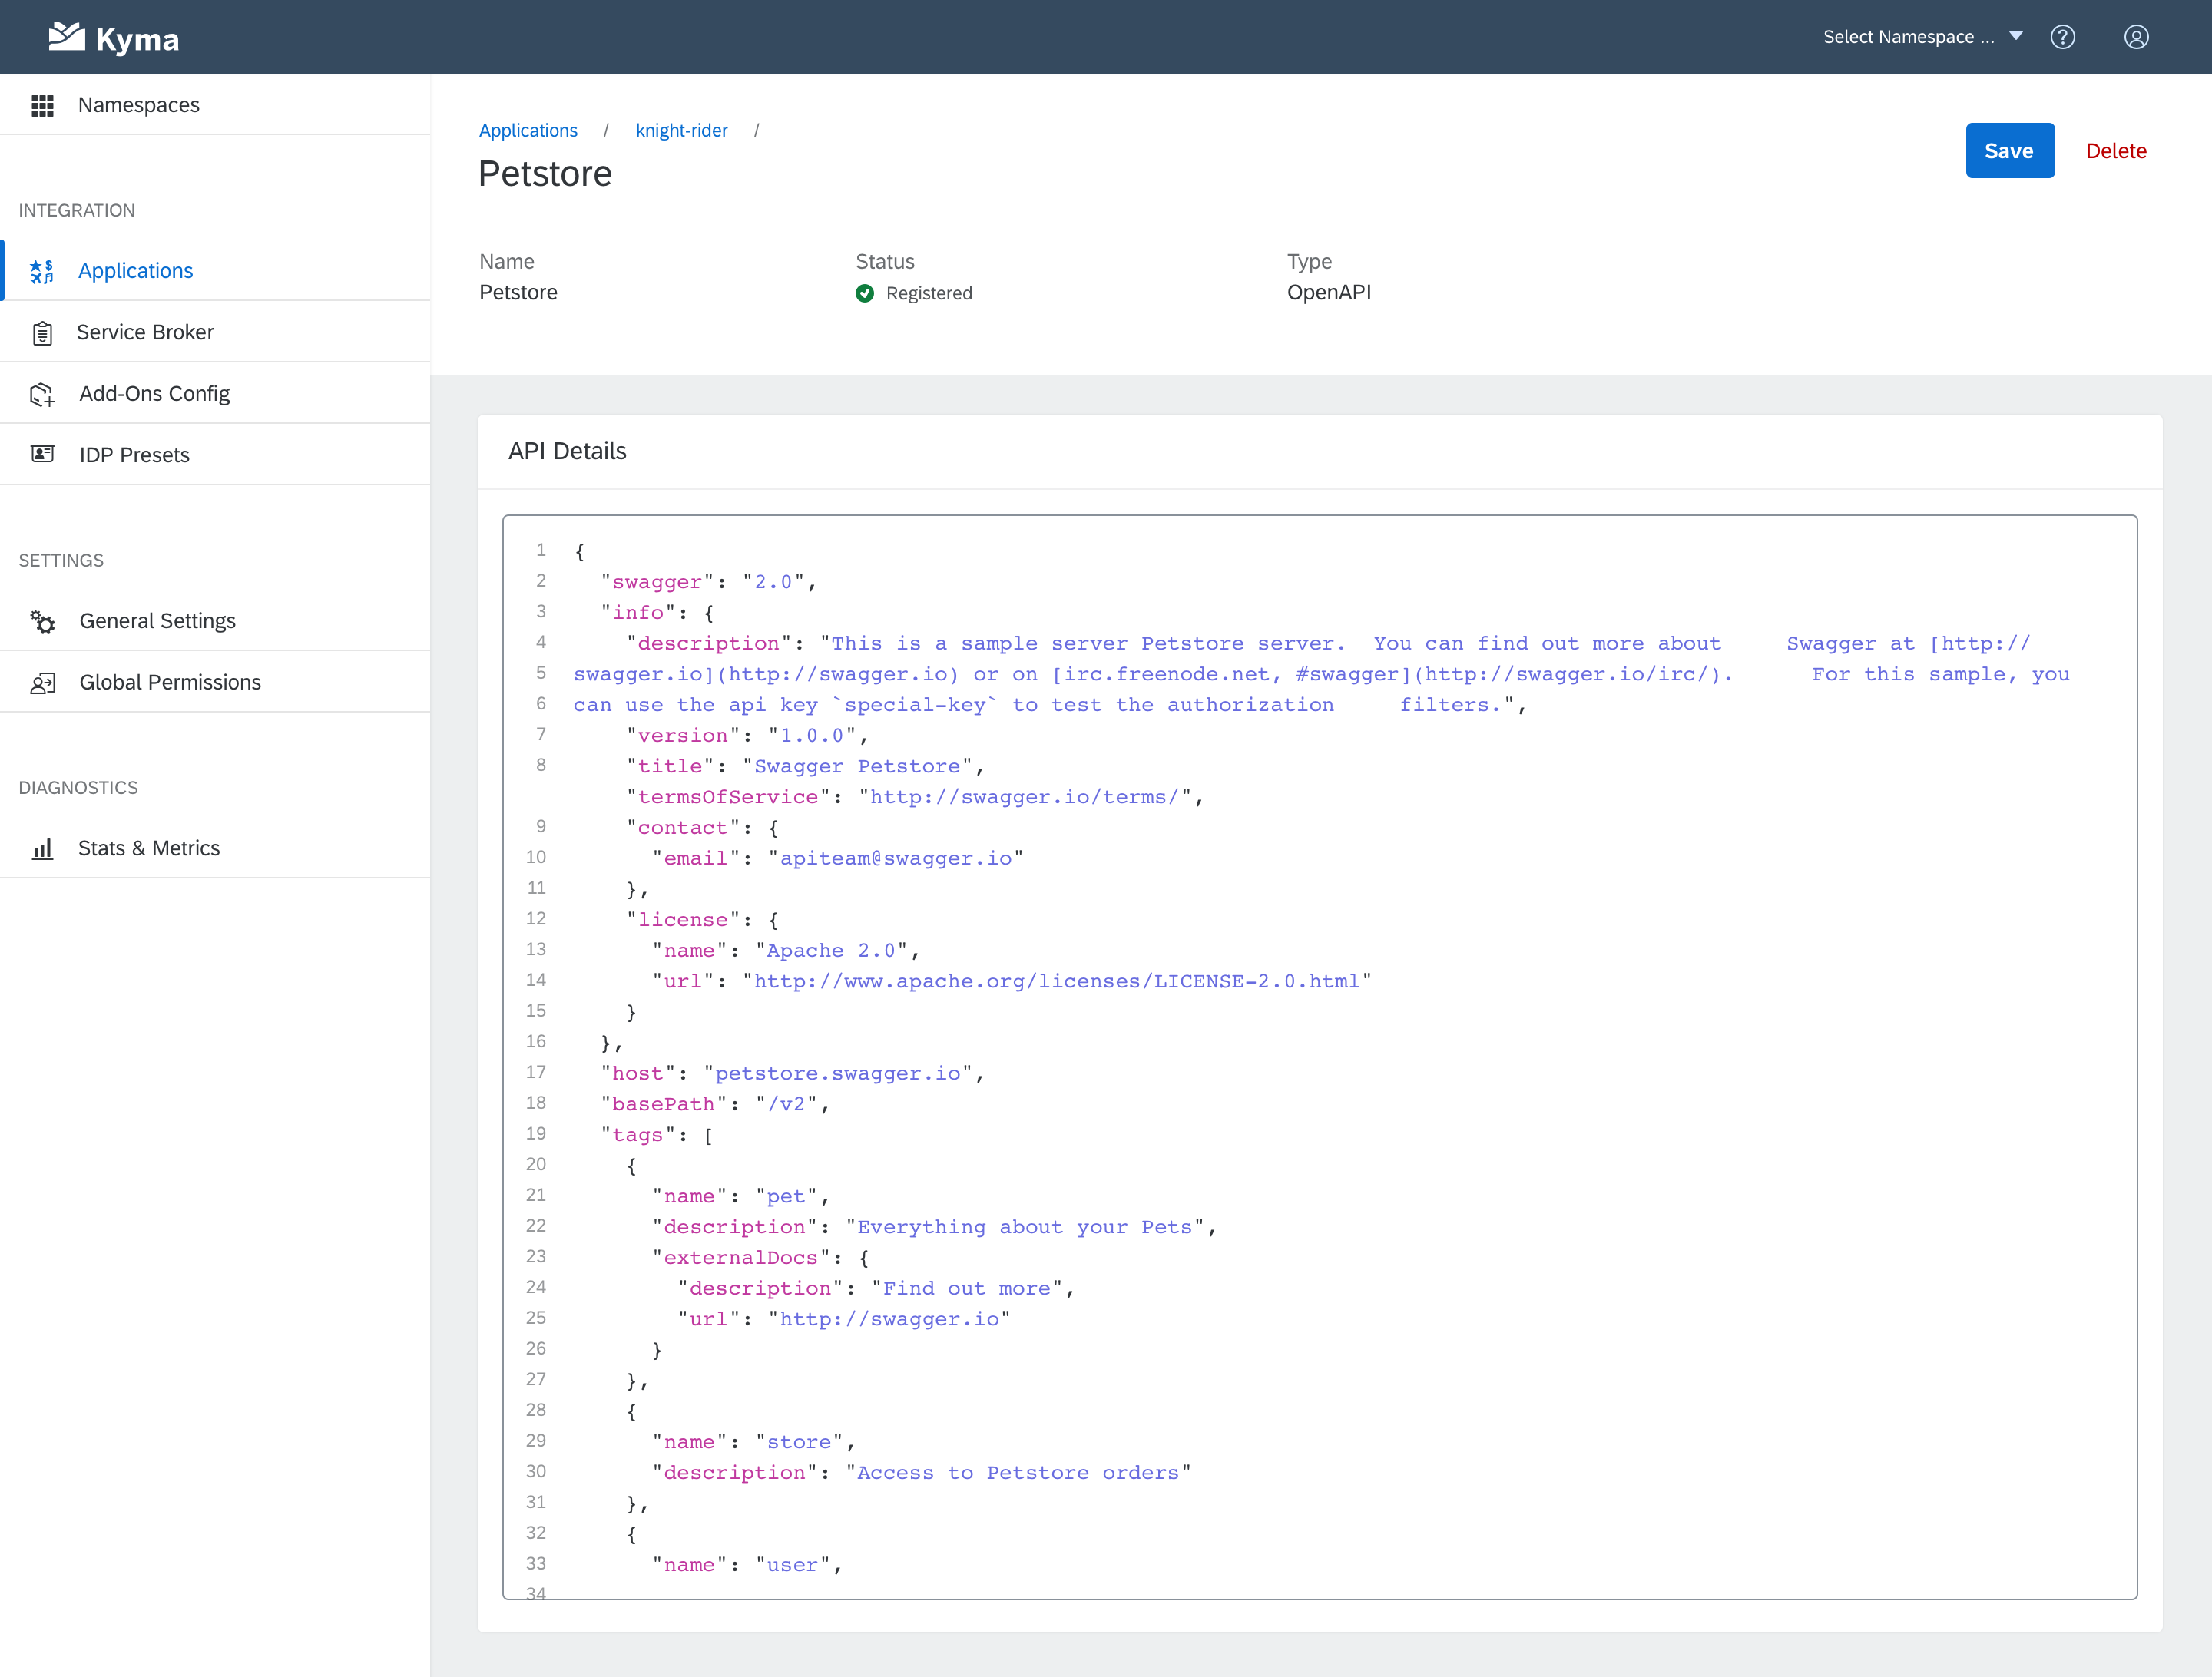 Kyma
Select Namespace ...
Namespaces
INTEGRATION
Applications
Service Broker
Add-Ons Config
IDP Presets
SETTINGS
General Settings
Global Permissions
DIAGNOSTICS
Stats & Metrics
Applications / knight-rider /
Petstore
Save
Delete
Name
Petstore
Status
Registered
Type
OpenAPI
API Details
1 {
2 "swagger": "2.0",
3 "info": {
4 "description": "This is a sample server Petstore server.  You can find out more about     Swagger at [http://
5 swagger.io](http://swagger.io) or on [irc.freenode.net, #swagger](http://swagger.io/irc/).      For this sample, you
6 can use the api key `special-key` to test the authorization     filters.",
7 "version": "1.0.0",
8 "title": "Swagger Petstore",
"termsOfService": "http://swagger.io/terms/",
9 "contact": {
10 "email": "apiteam@swagger.io"
11 },
12 "license": {
13 "name": "Apache 2.0",
14 "url": "http://www.apache.org/licenses/LICENSE-2.0.html"
15 }
16 },
17 "host": "petstore.swagger.io",
18 "basePath": "/v2",
19 "tags": [
20 {
21 "name": "pet",
22 "description": "Everything about your Pets",
23 "externalDocs": {
24 "description": "Find out more",
25 "url": "http://swagger.io"
26 }
27 },
28 {
29 "name": "store",
30 "description": "Access to Petstore orders"
31 },
32 {
33 "name": "user",
34